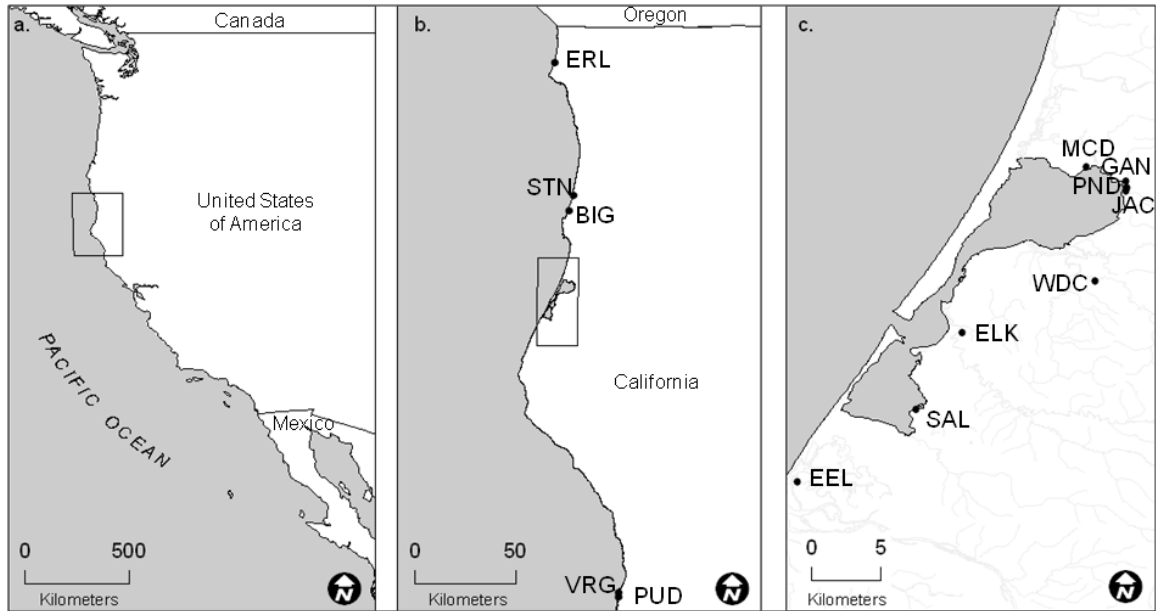 a.
Canada
United States
of America
PACIFIC OCEAN
Mexico
0 500
Kilometers
N
b.
Oregon
ERL
STN
BIG
California
0 50
Kilometers
VRG
PUD
N
c.
MCD
GAN
PND
JAC
WDC
ELK
SAL
EEL
0 5
Kilometers
N